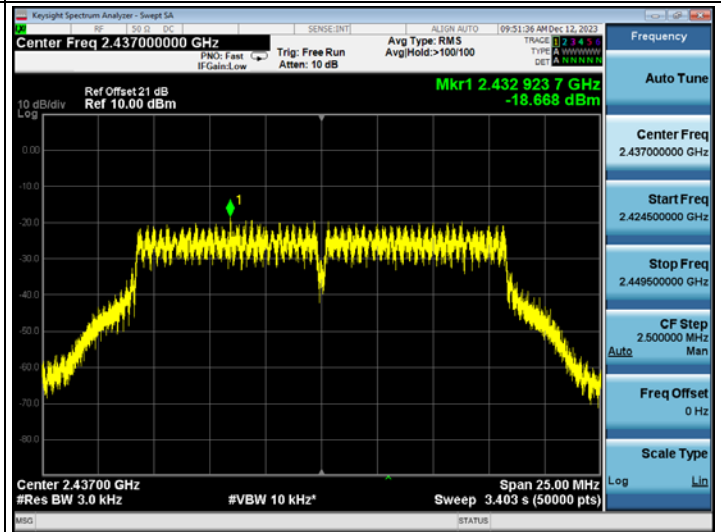 Keysight Spectrum Analyzer - Swept SA
RF 50 Ω DC SENSE:INT ALIGN AUTO 09:51:36 AM Dec 12, 2023
Center Freq 2.437000000 GHz
PNO: Fast
IFGain:Low
Trig: Free Run
Atten: 10 dB
Avg Type: RMS
Avg|Hold:>100/100
TRACE 1 2 3 4 5 6
TYPE A WWWWW
DET A N N N N N
Mkr1 2.432 923 7 GHz
-18.668 dBm
Ref Offset 21 dB
10 dB/div Ref 10.00 dBm
Log
0.00
-10.0
-20.0
-30.0
-40.0
-50.0
-60.0
-70.0
-80.0
1
Center 2.43700 GHz Span 25.00 MHz
#Res BW 3.0 kHz #VBW 10 kHz* Sweep 3.403 s (50000 pts)
MSG STATUS
Frequency
Auto Tune
Center Freq
2.437000000 GHz
Start Freq
2.424500000 GHz
Stop Freq
2.449500000 GHz
CF Step
2.500000 MHz
Auto Man
Freq Offset
0 Hz
Scale Type
Log Lin